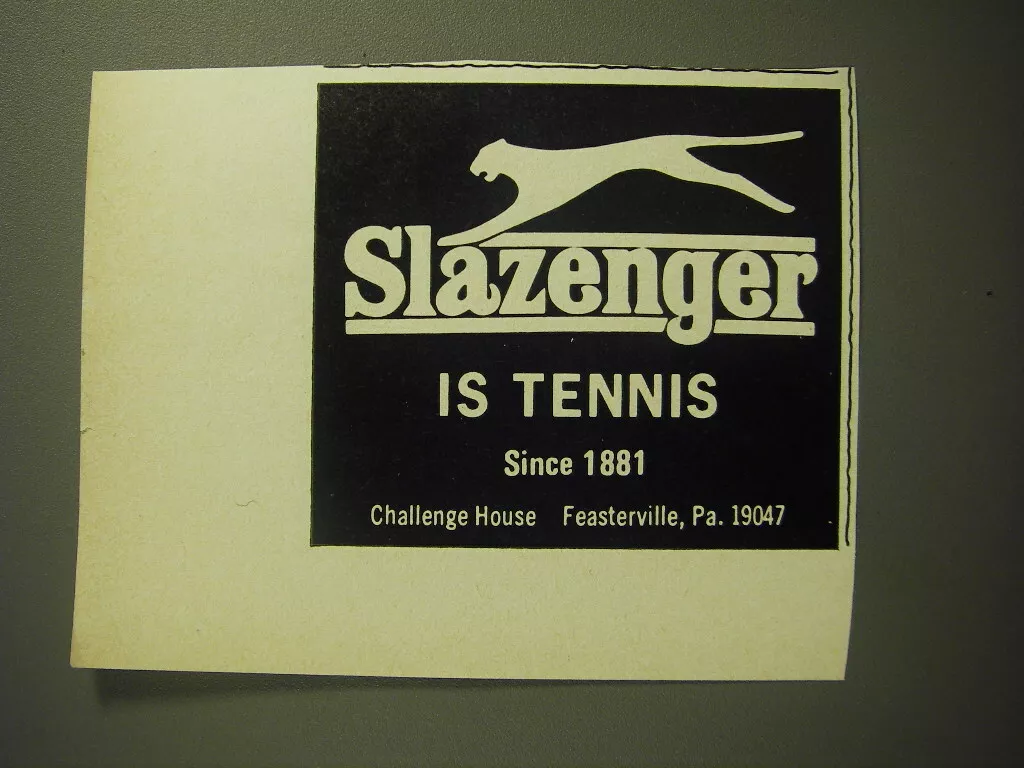 Slazenger
IS TENNIS
Since 1881
Challenge House Feasterville, Pa. 19047